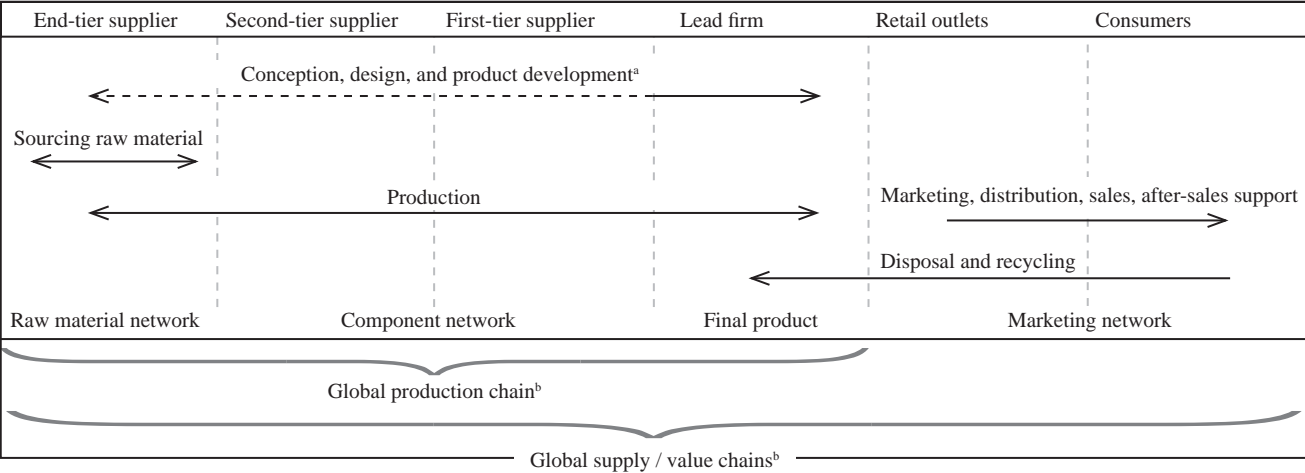 End-tier supplier Second-tier supplier First-tier supplier Lead firm Retail outlets Consumers
Conception, design, and product developmentᵃ
Sourcing raw material
Production
Marketing, distribution, sales, after-sales support
Disposal and recycling
Raw material network Component network Final product Marketing network
Global production chainᵇ
Global supply / value chainsᵇ